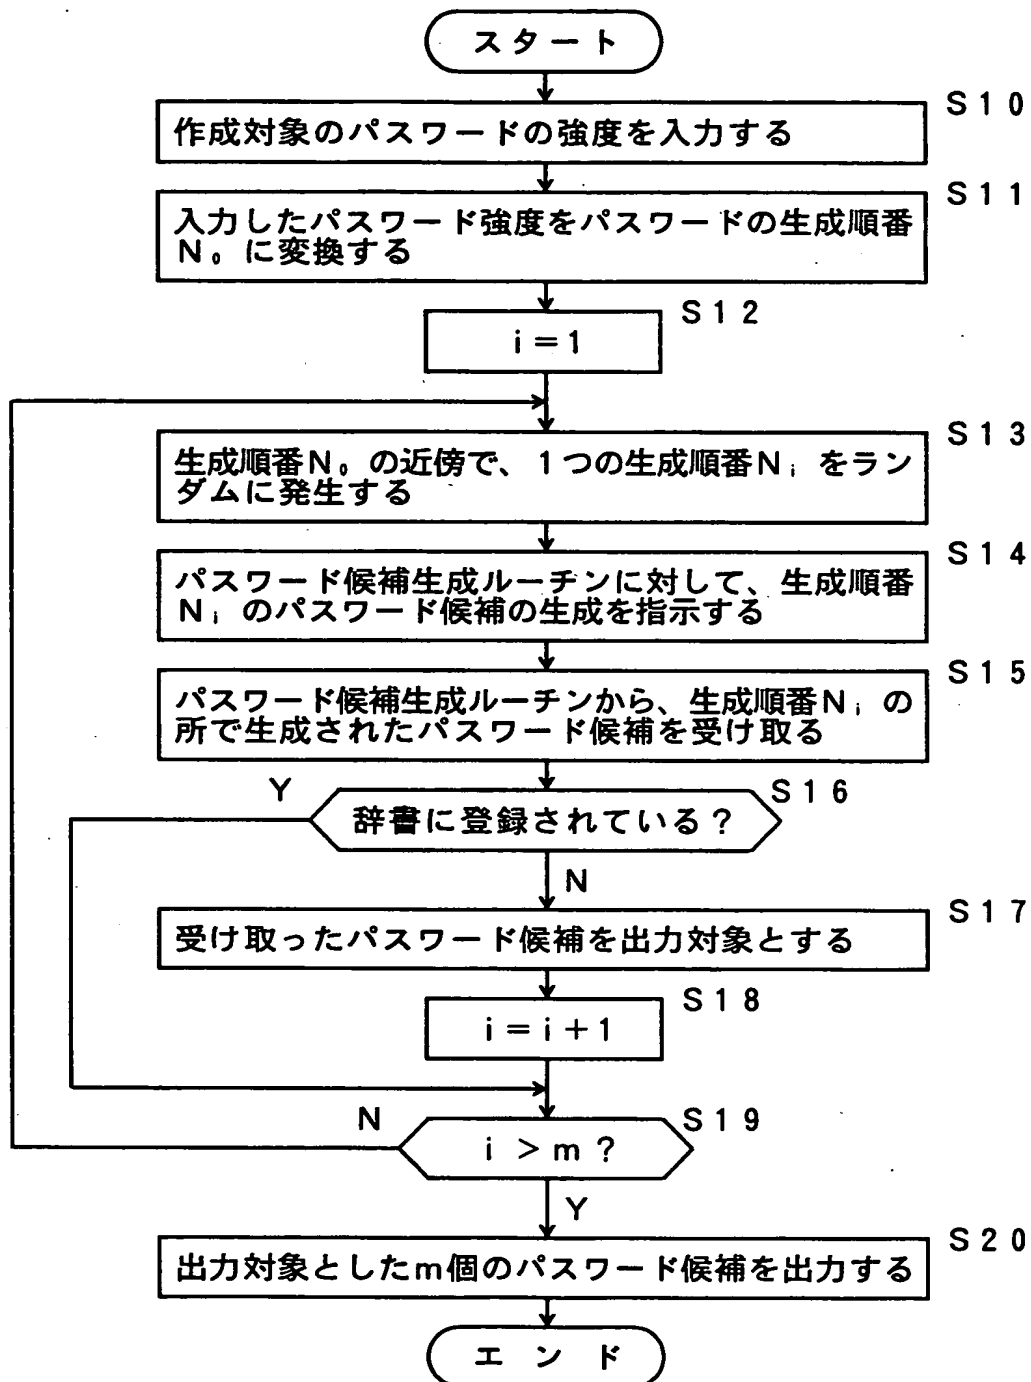 スタート
S10
作成対象のパスワードの強度を入力する
S11
入力したパスワード強度をパスワードの生成順番
N₀に変換する
S12
i=1
S13
生成順番N₀の近傍で、1つの生成順番Nᵢをラン
ダムに発生する
S14
パスワード候補生成ルーチンに対して、生成順番
Nᵢのパスワード候補の生成を指示する
S15
パスワード候補生成ルーチンから、生成順番Nᵢの
所で生成されたパスワード候補を受け取る
Y
S16
辞書に登録されている?
N
S17
受け取ったパスワード候補を出力対象とする
S18
i=i+1
N
S19
i>m?
Y
S20
出力対象としたm個のパスワード候補を出力する
エンド